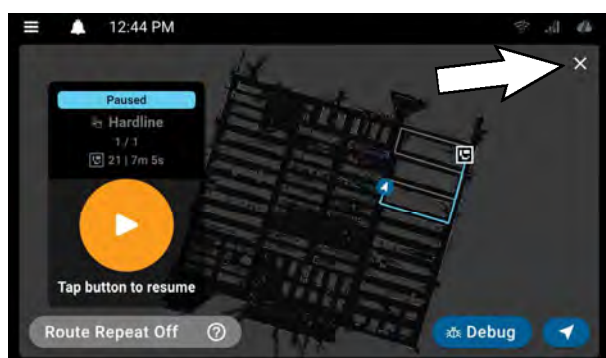 12:44 PM
Paused
Hardline
1 / 1
21 | 7m 5s
Tap button to resume
Route Repeat Off
Debug